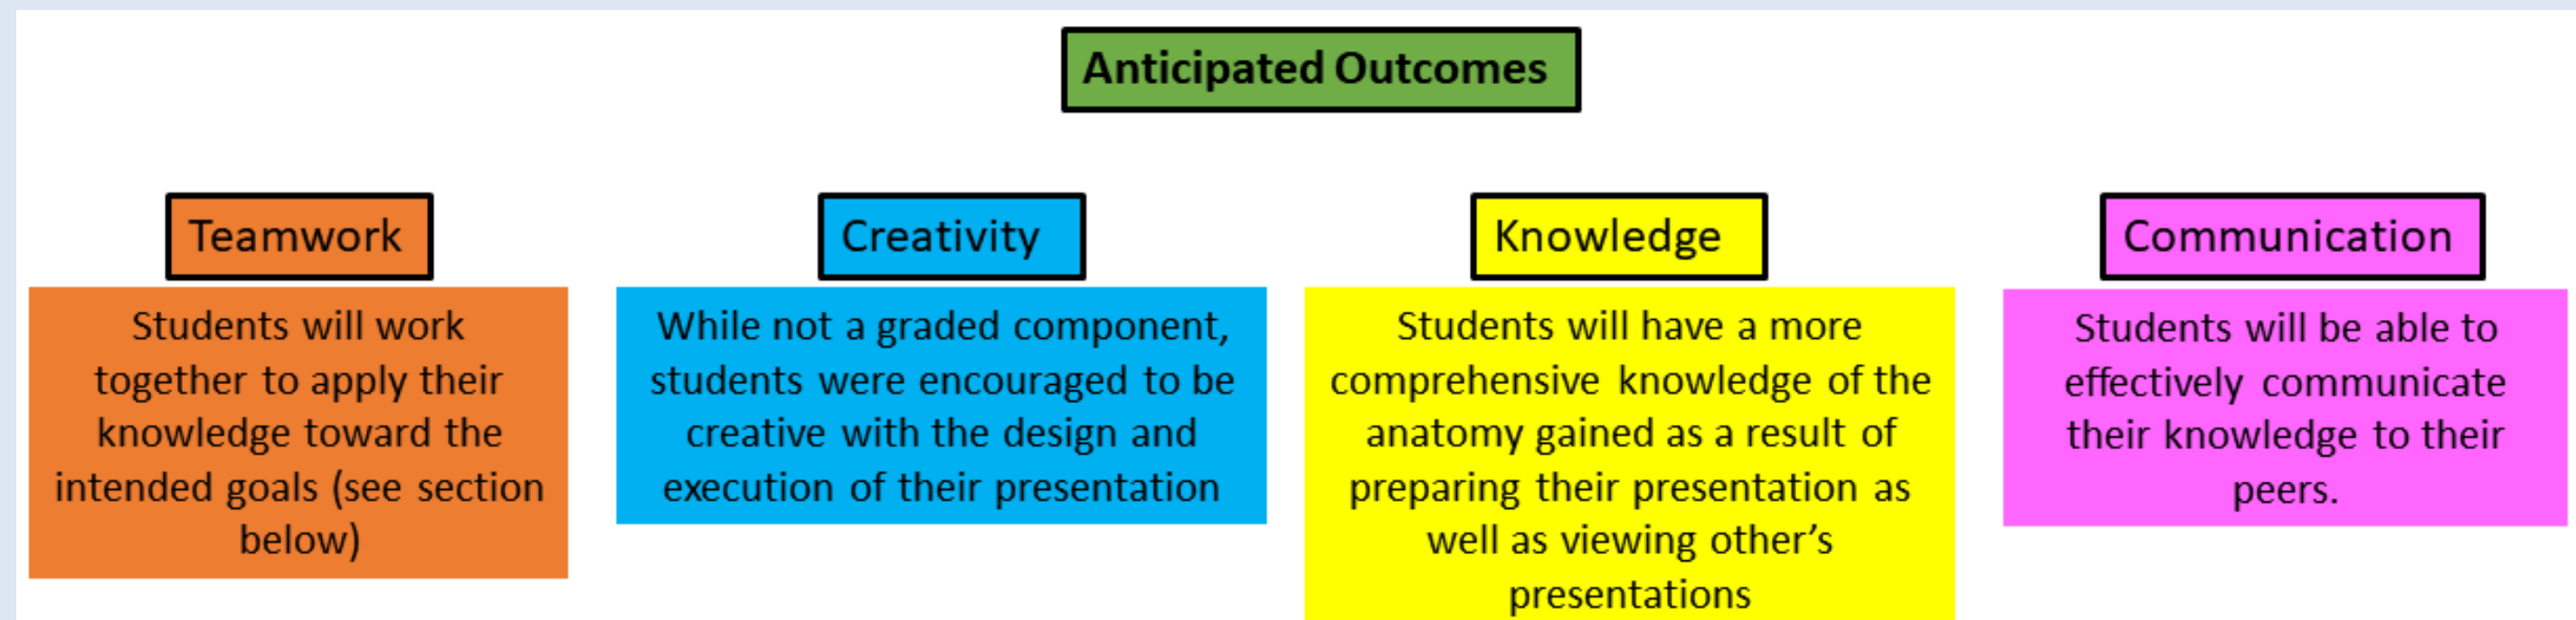 Anticipated Outcomes
Teamwork
Students will work
together to apply their
knowledge toward the
intended goals (see section
below)
Creativity
While not a graded component,
students were encouraged to be
creative with the design and
execution of their presentation
Knowledge
Students will have a more
comprehensive knowledge of the
anatomy gained as a result of
preparing their presentation as
well as viewing other’s
presentations
Communication
Students will be able to
effectively communicate
their knowledge to their
peers.